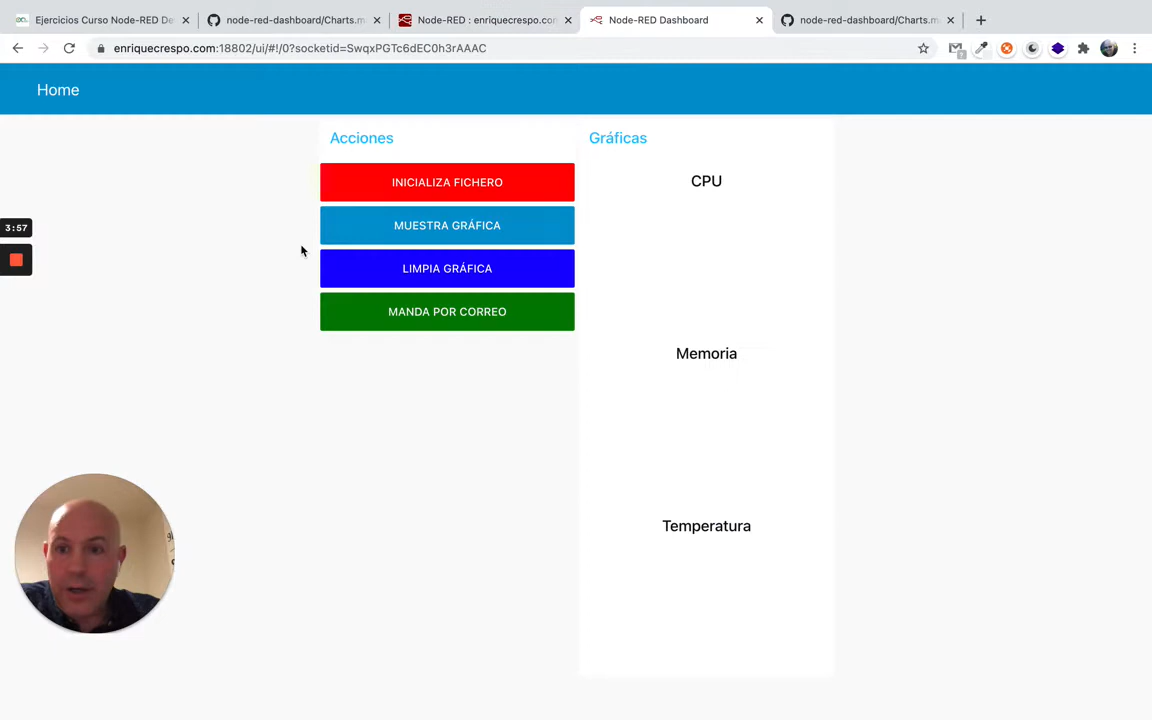 Ejercicios Curso Node-RED De
node-red-dashboard/Charts.m
Node-RED : enriquecrespo.com
Node-RED Dashboard
node-red-dashboard/Charts.m
enriquecrespo.com:18802/ui/#!/0?socketid=SwqxPGTc6dEC0h3rAAAC
Home
Acciones
INICIALIZA FICHERO
MUESTRA GRÁFICA
LIMPIA GRÁFICA
MANDA POR CORREO
Gráficas
CPU
Memoria
Temperatura
3:57